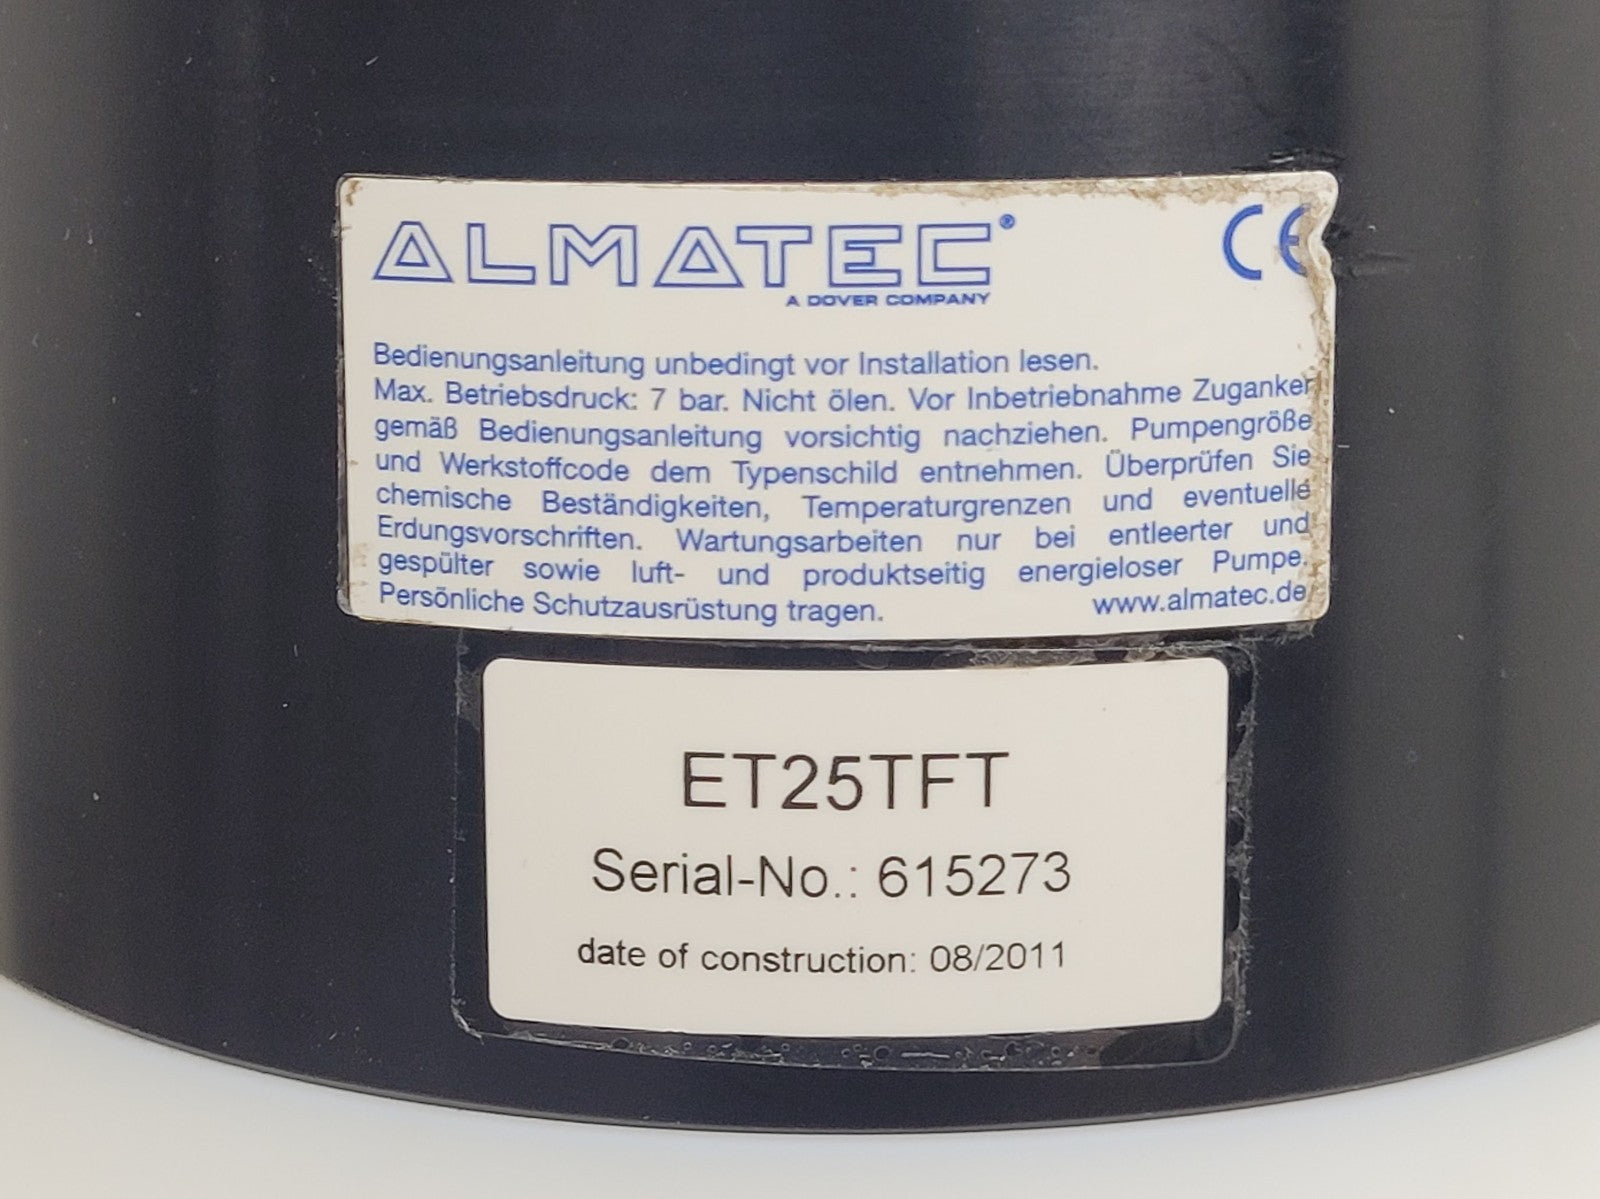 ALMATEC®
CE
A DOVER COMPANY
Bedienungsanleitung unbedingt vor Installation lesen.
Max. Betriebsdruck: 7 bar. Nicht ölen. Vor Inbetriebnahme Zuganker
gemäß Bedienungsanleitung vorsichtig nachziehen. Pumpengröße
und Werkstoffcode dem Typenschild entnehmen. Überprüfen Sie
chemische Beständigkeiten, Temperaturgrenzen und eventuelle
Erdungsvorschriften. Wartungsarbeiten nur bei entleerter und
gespülter sowie luft- und produktseitig energieloser Pumpe.
Persönliche Schutzausrüstung tragen. www.almatec.de
ET25TFT
Serial-No.: 615273
date of construction: 08/2011